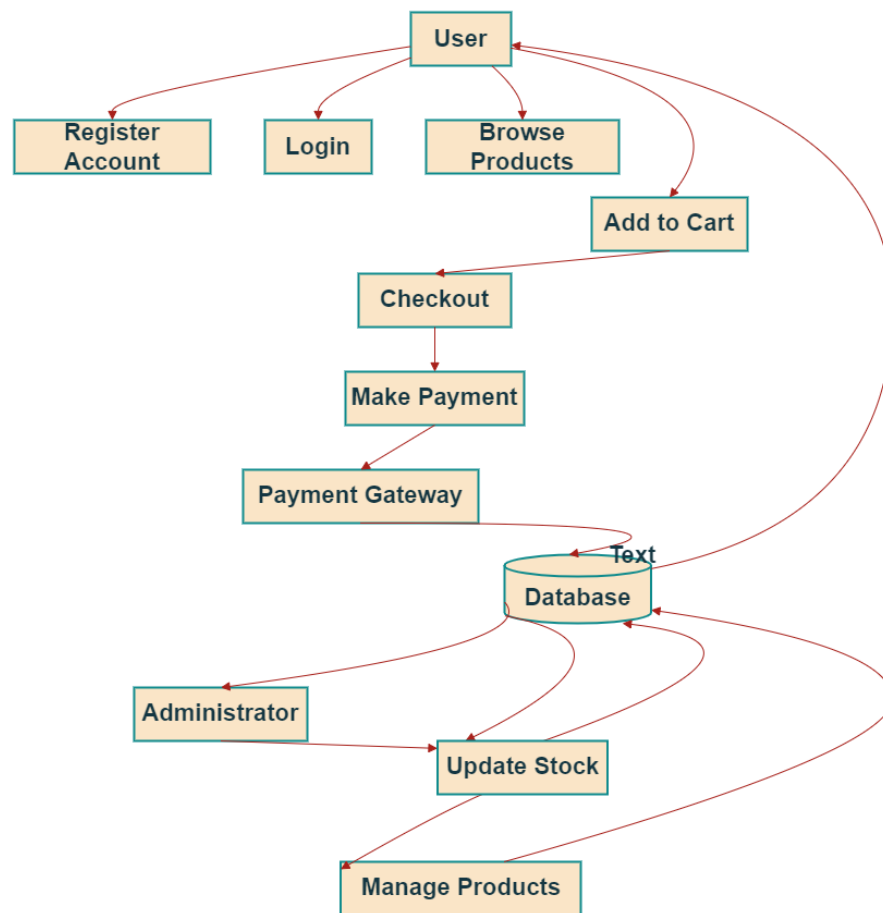 User
Register
Account
Login
Browse
Products
Add to Cart
Checkout
Make Payment
Payment Gateway
Text
Database
Administrator
Update Stock
Manage Products